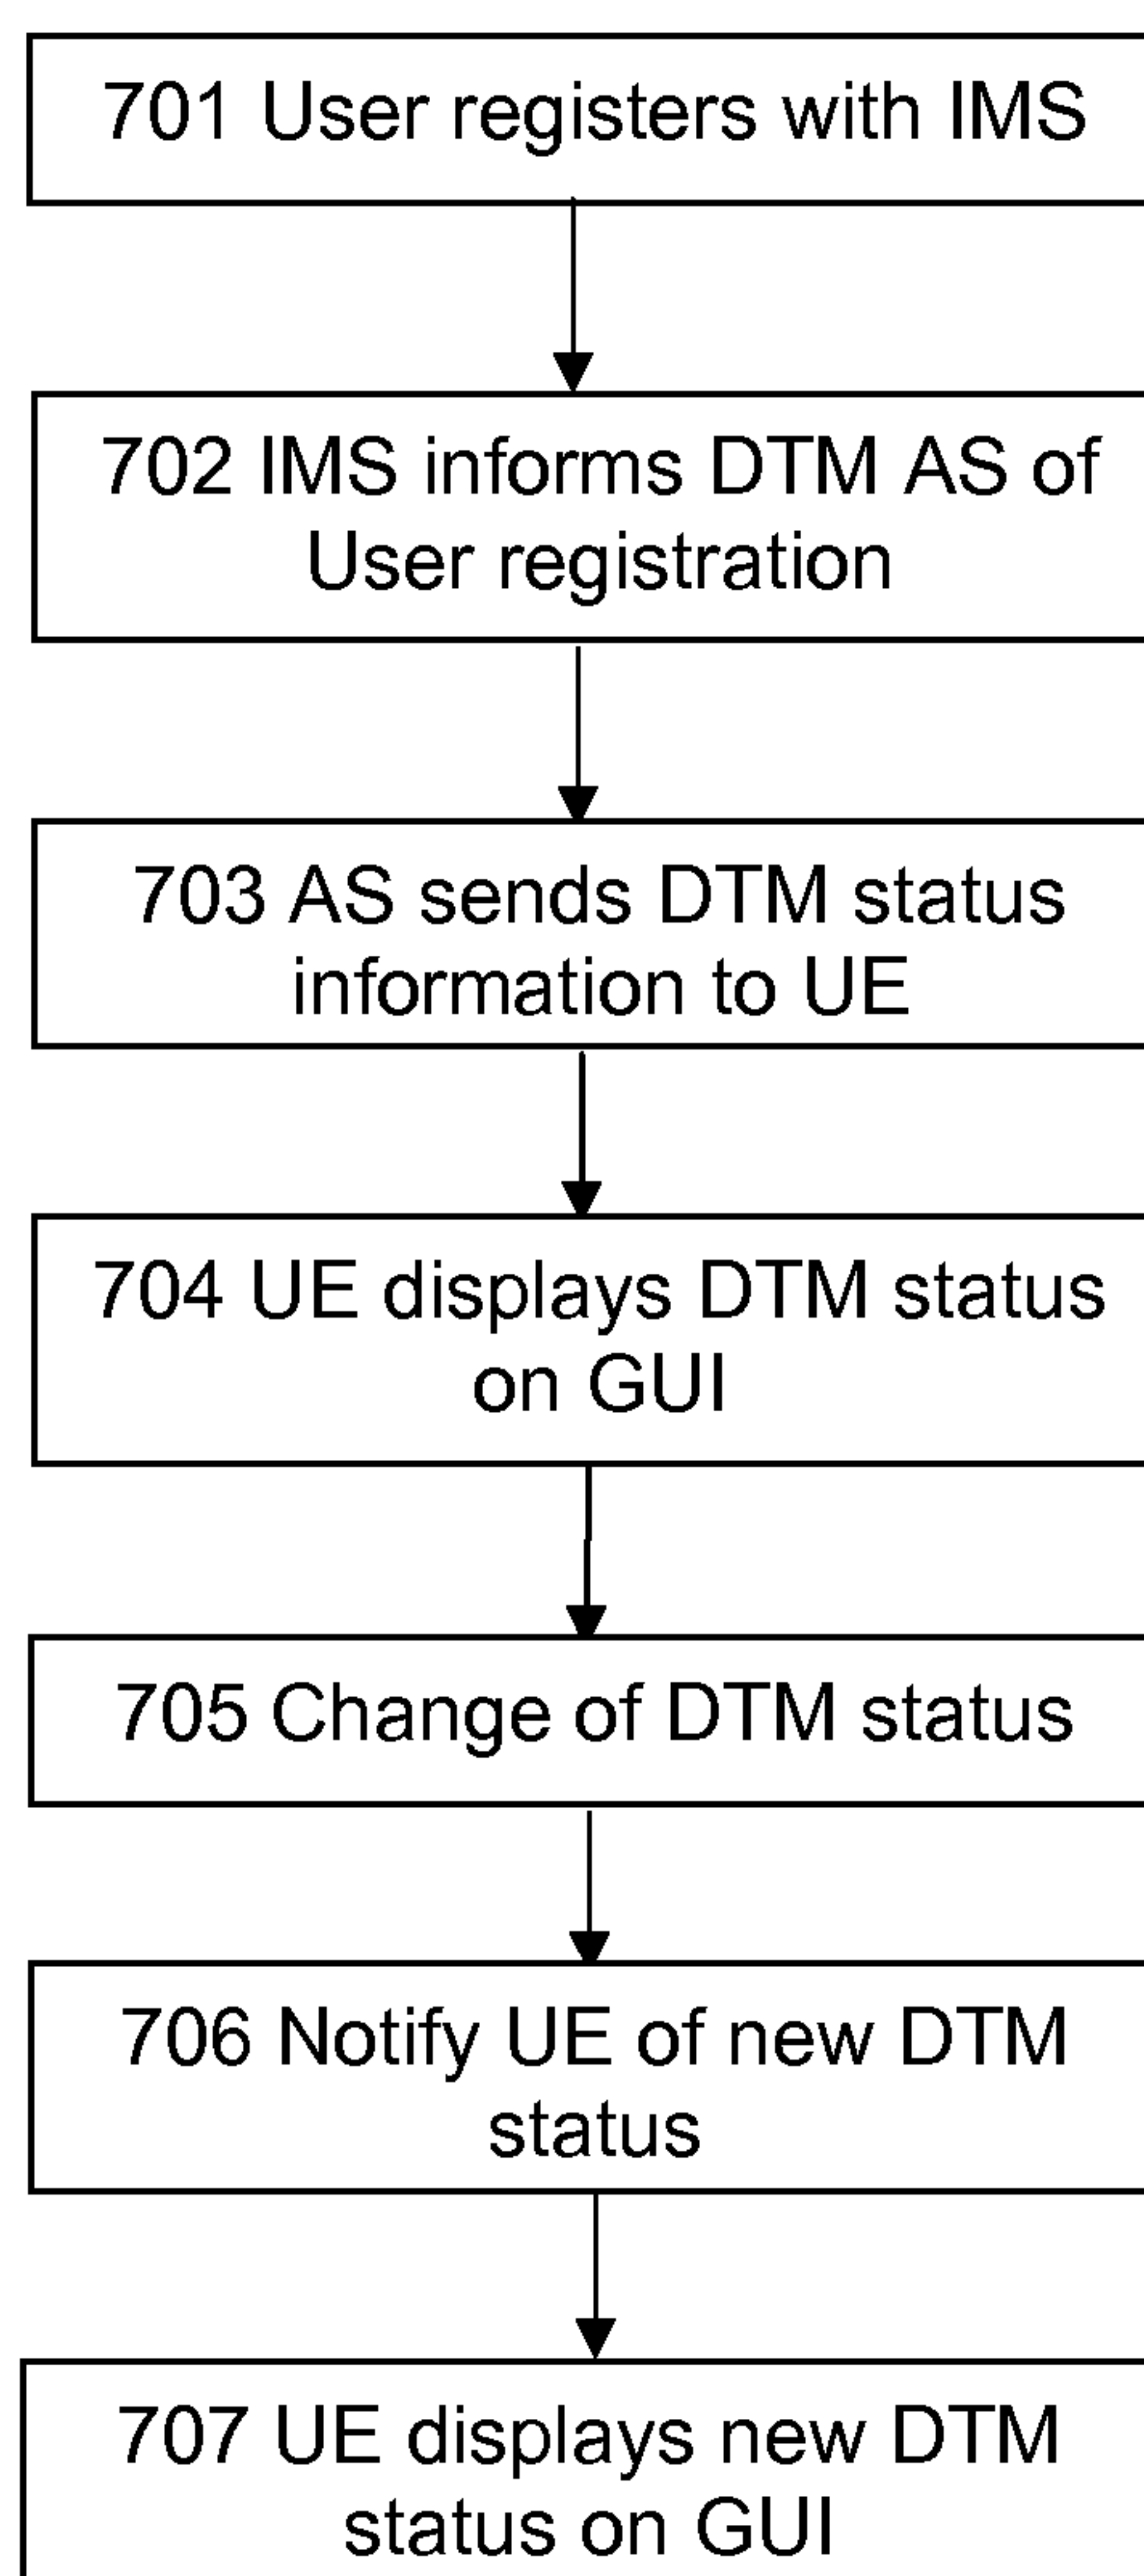 701 User registers with IMS
702 IMS informs DTM AS of
User registration
703 AS sends DTM status
information to UE
704 UE displays DTM status
on GUI
705 Change of DTM status
706 Notify UE of new DTM
status
707 UE displays new DTM
status on GUI